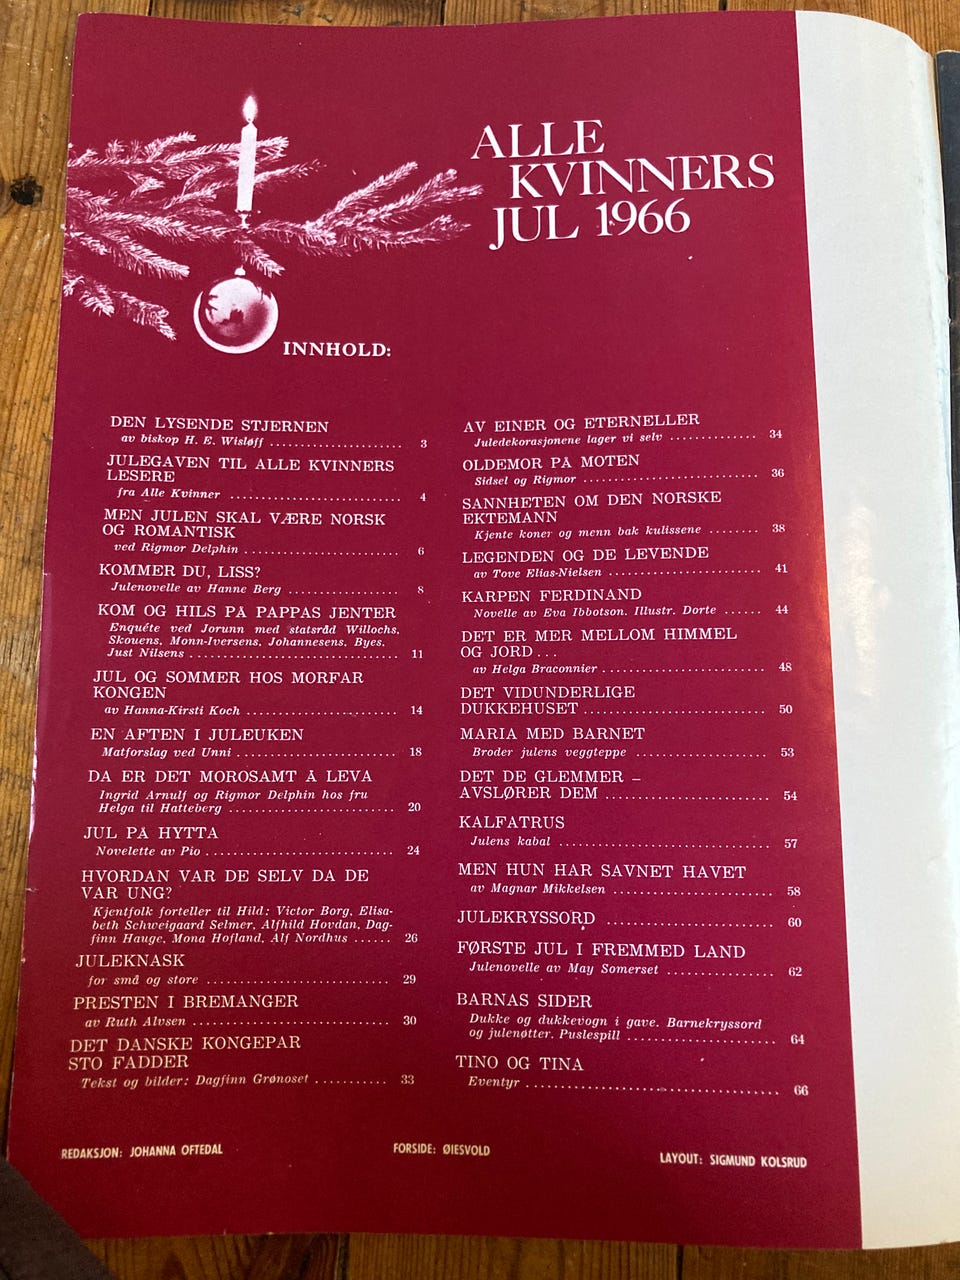 ALLE
KVINNERS
JUL 1966
INNHOLD:
DEN LYSENDE STJERNEN
av biskop H. E. Wisløff ........................ 3
JULEGAVEN TIL ALLE KVINNERS
LESERE
fra Alle Kvinner ............................... 4
MEN JULEN SKAL VÆRE NORSK
OG ROMANTISK
ved Rigmor Delphin ............................ 6
KOMMER DU, LISS?
Julenovelle av Hanne Berg .................... 8
KOM OG HILS PÅ PAPPAS JENTER
Enquéte ved Jorunn med statsråd Willochs,
Skouens, Monn-Iversens, Johannesens, Byes,
Just Nilsens ................................... 11
JUL OG SOMMER HOS MORFAR
KONGEN
av Hanna-Kirsti Koch .......................... 14
EN AFTEN I JULEUKEN
Matforslag ved Unni ........................... 18
DA ER DET MOROSAMT Å LEVA
Ingrid Arnulf og Rigmor Delphin hos fru
Helga til Hatteberg ............................ 20
JUL PÅ HYTTA
Novelette av Pio ............................... 24
HVORDAN VAR DE SELV DA DE
VAR UNG?
Kjentfolk forteller til Hild: Victor Borg, Elisa-
beth Schweigaard Selmer, Alfhild Hovdan, Dag-
finn Hauge, Mona Hofland, Alf Nordhus ...... 26
JULEKNASK
for små og store ............................... 29
PRESTEN I BREMANGER
av Ruth Alvsen ................................ 30
DET DANSKE KONGEPAR
STO FADDER
Tekst og bilder: Dagfinn Grønoset ........... 33
AV EINER OG ETERNELLER
Juledekorasjonene lager vi selv .............. 34
OLDEMOR PÅ MOTEN
Sidsel og Rigmor ............................... 36
SANNHETEN OM DEN NORSKE
EKTEMANN
Kjente koner og menn bak kulissene ........ 38
LEGENDEN OG DE LEVENDE
av Tove Elias-Nielsen ......................... 41
KARPEN FERDINAND
Novelle av Eva Ibbotson. Illustr. Dorte ...... 44
DET ER MER MELLOM HIMMEL
OG JORD...
av Helga Braconnier ........................... 48
DET VIDUNDERLIGE
DUKKEHUSET ............................... 50
MARIA MED BARNET
Broder julens veggteppe ...................... 53
DET DE GLEMMER –
AVSLØRER DEM ............................. 54
KALFATRUS
Julens kabal .................................... 57
MEN HUN HAR SAVNET HAVET
av Magnar Mikkelsen ......................... 58
JULEKRYSSORD ............................. 60
FØRSTE JUL I FREMMED LAND
Julenovelle av May Somerset ................. 62
BARNAS SIDER
Dukke og dukkevogn i gave. Barnekryssord
og julenøtter. Puslespill ....................... 64
TINO OG TINA
Eventyr ........................................ 66
REDAKSJON: JOHANNA OFTEDAL
FORSIDE: ØIESVOLD
LAYOUT: SIGMUND KOLSRUD